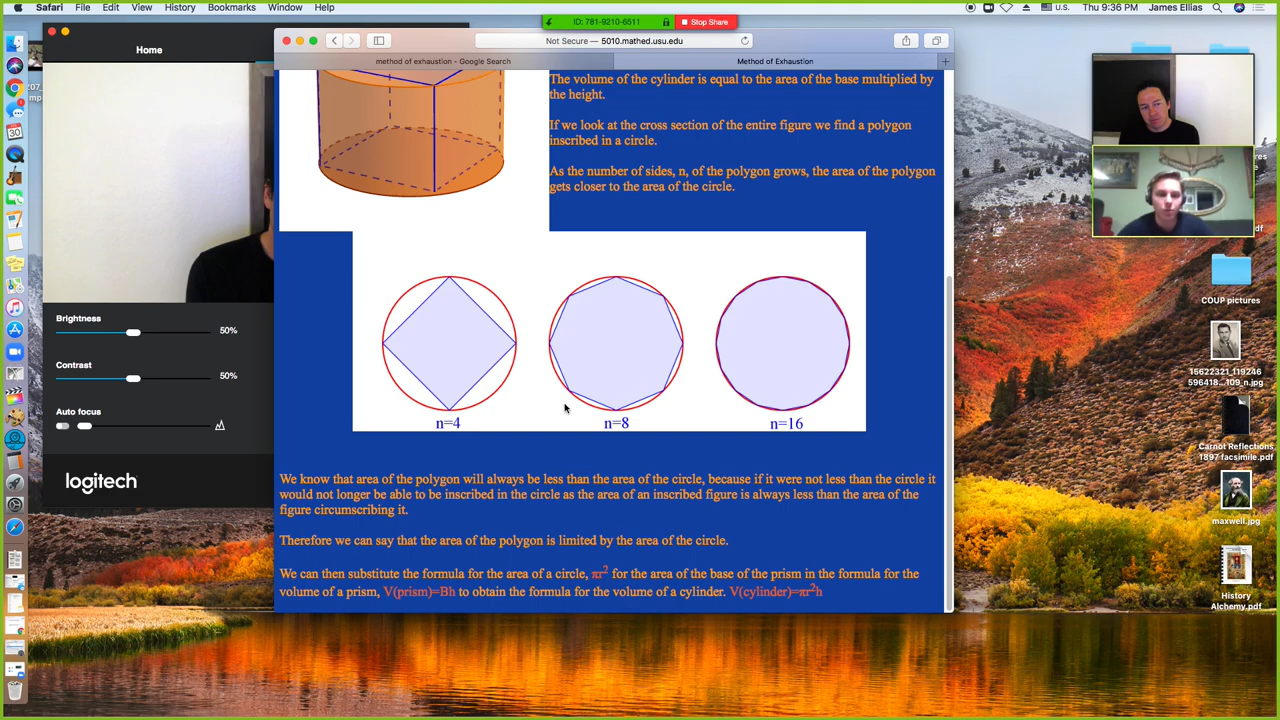 Safari File Edit View History Bookmarks Window Help
U.S. Thu 9:36 PM James Ellias
ID: 781-9210-6511 Stop Share
Home
Not Secure — 5010.mathed.usu.edu
method of exhaustion - Google Search
Method of Exhaustion
The volume of the cylinder is equal to the area of the base multiplied by
the height.
If we look at the cross section of the entire figure we find a polygon
inscribed in a circle.
As the number of sides, n, of the polygon grows, the area of the polygon
gets closer to the area of the circle.
n=4
n=8
n=16
We know that area of the polygon will always be less than the area of the circle, because if it were not less than the circle it
would not longer be able to be inscribed in the circle as the area of an inscribed figure is always less than the area of the
figure circumscribing it.
Therefore we can say that the area of the polygon is limited by the area of the circle.
We can then substitute the formula for the area of a circle, πr² for the area of the base of the prism in the formula for the
volume of a prism, V(prism)=Bh to obtain the formula for the volume of a cylinder. V(cylinder)=πr²h
Brightness
50%
Contrast
50%
Auto focus
logitech
30
COUP pictures
15622321_119246
596418...109_n.jpg
Carnot Reflections
1897 facsimile.pdf
maxwell.jpg
History
Alchemy.pdf